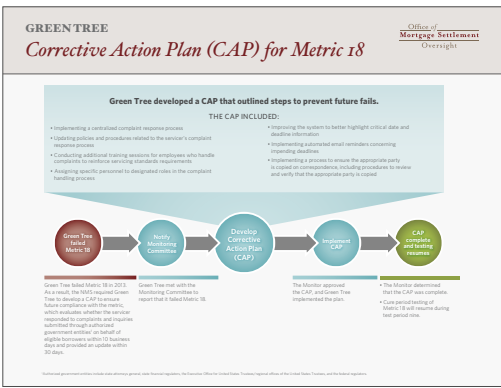 GREEN TREE
Corrective Action Plan (CAP) for Metric 18
Office of
Mortgage Settlement
Oversight
Green Tree developed a CAP that outlined steps to prevent future fails.
THE CAP INCLUDED:
• Implementing a centralized complaint response process
• Updating policies and procedures related to the servicer's complaint
response process
• Conducting additional training sessions for employees who handle
complaints to reinforce servicing standards requirements
• Assigning specific personnel to designated roles in the complaint
handling process
• Improving the system to better highlight critical date and
deadline information
• Implementing automated email reminders concerning
impending deadlines
• Implementing a process to ensure the appropriate party
is copied on correspondence, including procedures to review
and verify that the appropriate party is copied
Green Tree
failed
Metric 18
Notify
Monitoring
Committee
Develop
Corrective
Action Plan
(CAP)
Implement
CAP
CAP
complete
and testing
resumes
Green Tree failed Metric 18 in 2013.
As a result, the NMS required Green
Tree to develop a CAP to ensure
future compliance with the metric,
which evaluates whether the servicer
responded to complaints and inquiries
submitted through authorized
government entities' on behalf of
eligible borrowers within 10 business
days and provided an update within
30 days.
Green Tree met with the
Monitoring Committee to
report that it failed Metric 18.
The Monitor approved
the CAP, and Green Tree
implemented the plan.
• The Monitor determined
that the CAP was complete.
• Cure period testing of
Metric 18 will resume during
test period nine.